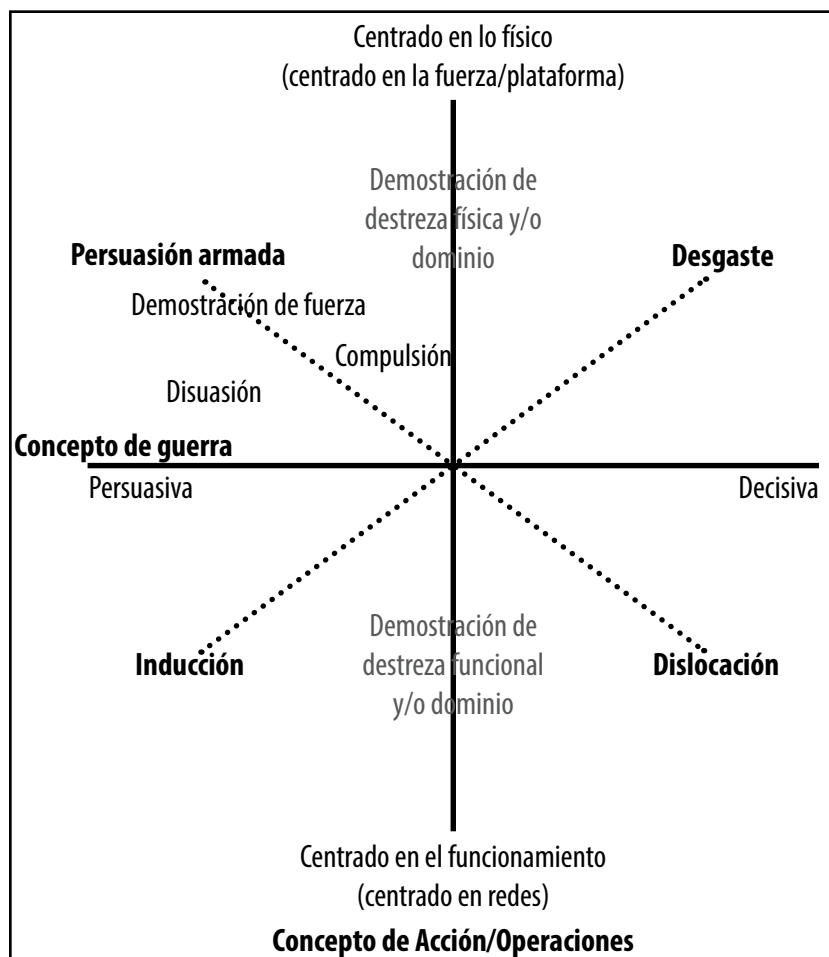 Centrado en lo físico
(centrado en la fuerza/plataforma)
Demostración de
destreza física y/o
dominio
Persuasión armada
Desgaste
Demostración de fuerza
Compulsión
Disuasión
Concepto de guerra
Persuasiva
Decisiva
Demostración de
destreza funcional
y/o dominio
Inducción
Dislocación
Centrado en el funcionamiento
(centrado en redes)
Concepto de Acción/Operaciones